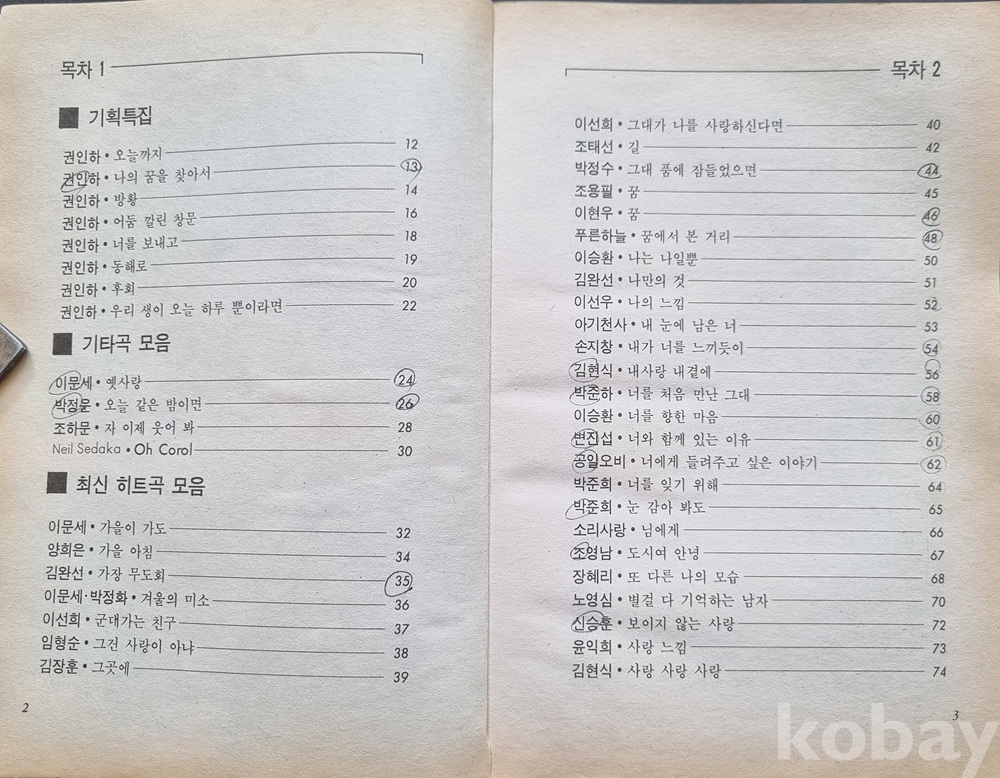 목차 1
기획특집
권인하 • 오늘까지 12
권인하 • 나의 꿈을 찾아서 13
권인하 • 방황 14
권인하 • 어둠 깔린 창문 16
권인하 • 너를 보내고 18
권인하 • 동해로 19
권인하 • 후회 20
권인하 • 우리 생이 오늘 하루 뿐이라면 22
기타곡 모음
이문세 • 옛사랑 24
박정운 • 오늘 같은 밤이면 26
조하문 • 자 이제 웃어 봐 28
Neil Sedaka • Oh Corol 30
최신 히트곡 모음
이문세 • 가을이 가도 32
양희은 • 가을 아침 34
김완선 • 가장 무도회 35
이문세·박정화 • 겨울의 미소 36
이선희 • 군대가는 친구 37
임형순 • 그건 사랑이 아냐 38
김장훈 • 그곳에 39
2
목차 2
이선희 • 그대가 나를 사랑하신다면 40
조태선 • 길 42
박정수 • 그대 품에 잠들었으면 44
조용필 • 꿈 45
이현우 • 꿈 46
푸른하늘 • 꿈에서 본 거리 48
이승환 • 나는 나일뿐 50
김완선 • 나만의 것 51
이선우 • 나의 느낌 52
아기천사 • 내 눈에 남은 너 53
손지창 • 내가 너를 느끼듯이 54
김현식 • 내사랑 내곁에 56
박준하 • 너를 처음 만난 그대 58
이승환 • 너를 향한 마음 60
변진섭 • 너와 함께 있는 이유 61
공일오비 • 너에게 들려주고 싶은 이야기 62
박준희 • 너를 잊기 위해 64
박준희 • 눈 감아 봐도 65
소리사랑 • 님에게 66
조영남 • 도시여 안녕 67
장혜리 • 또 다른 나의 모습 68
노영심 • 별걸 다 기억하는 남자 70
신승훈 • 보이지 않는 사랑 72
윤익희 • 사랑 느낌 73
김현식 • 사랑 사랑 사랑 74
3
kobay